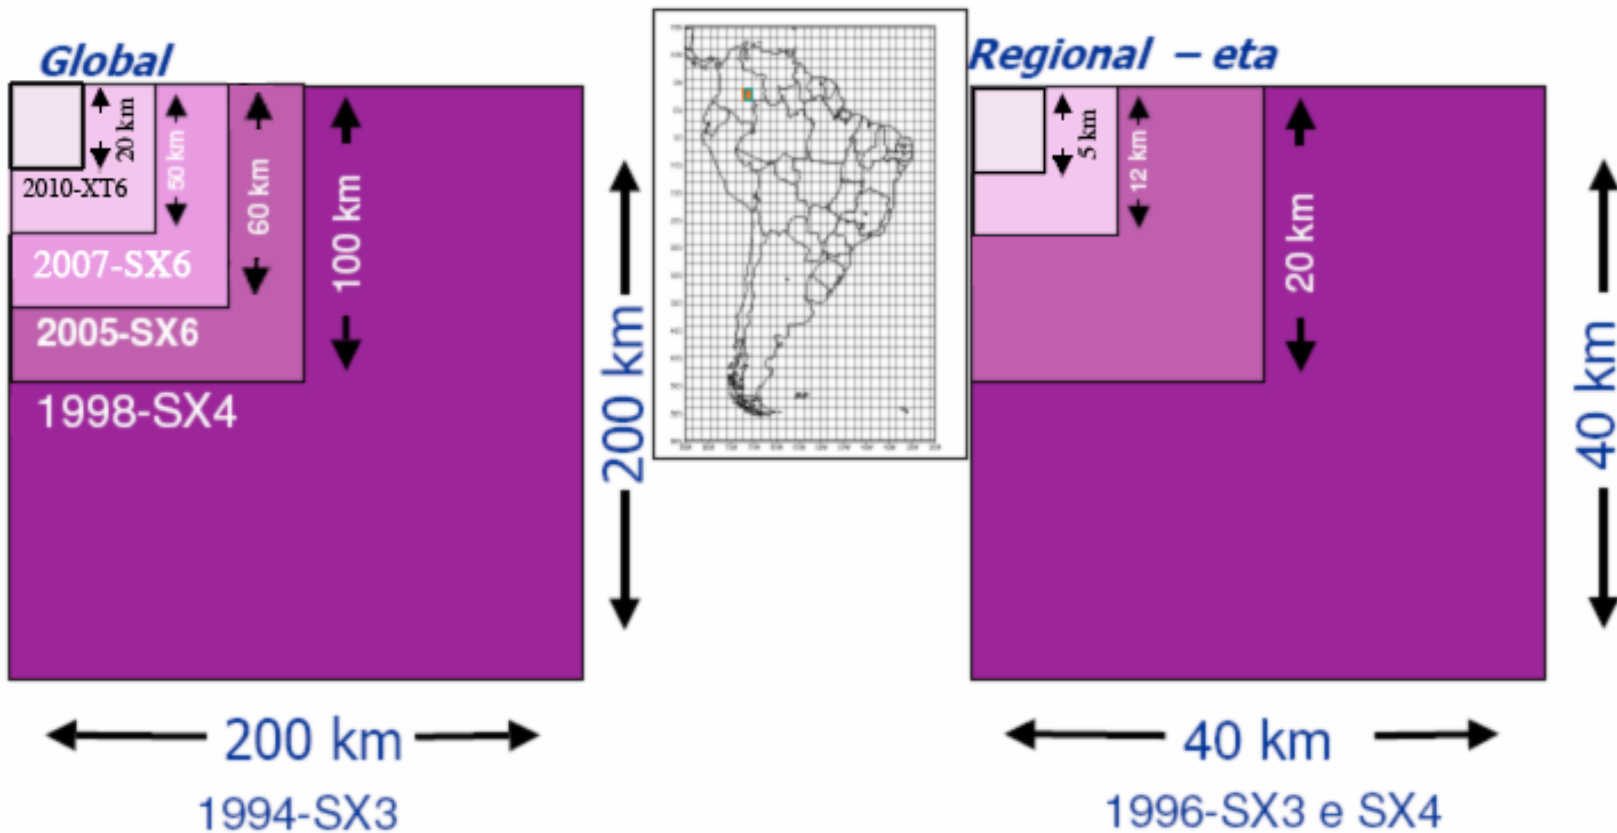 Global
20 km
2010-XT6
50 km
2007-SX6
60 km
2005-SX6
100 km
1998-SX4
200 km
200 km
1994-SX3
Regional – eta
5 km
12 km
20 km
40 km
40 km
1996-SX3 e SX4